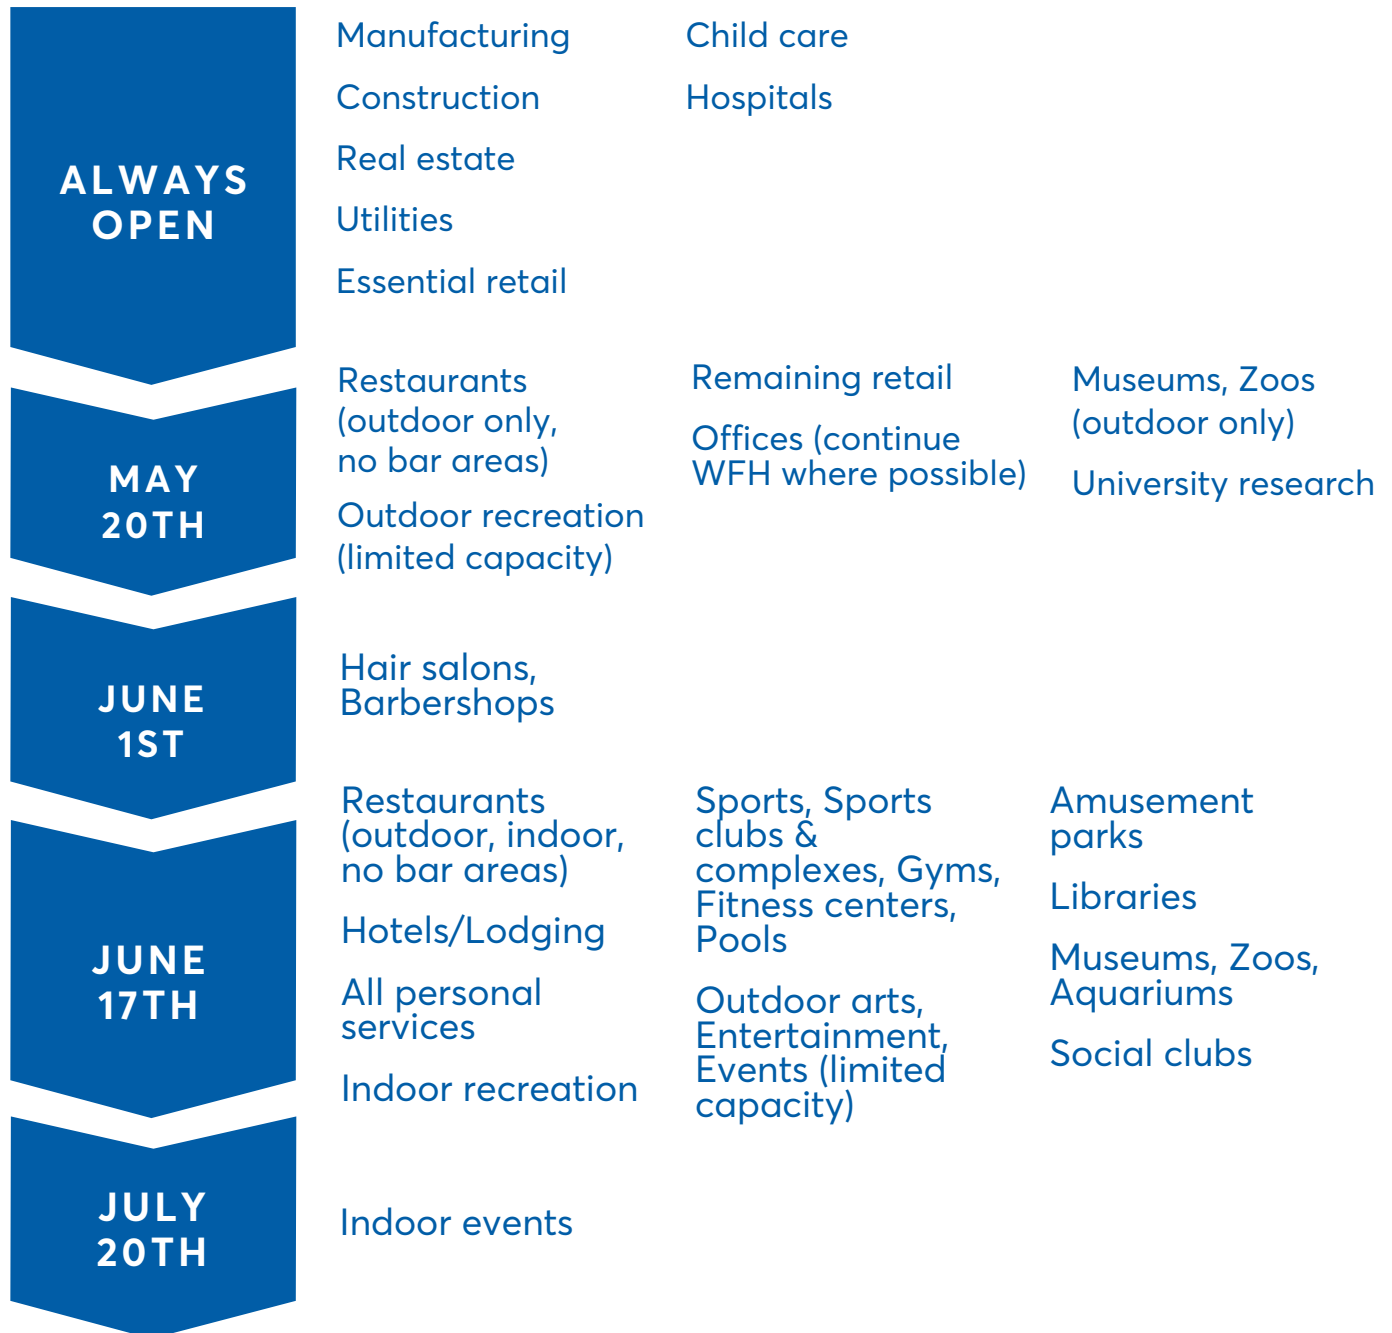 ALWAYS
OPEN
Manufacturing
Construction
Real estate
Utilities
Essential retail
Child care
Hospitals
MAY
20TH
Restaurants
(outdoor only,
no bar areas)
Outdoor recreation
(limited capacity)
Remaining retail
Offices (continue
WFH where possible)
Museums, Zoos
(outdoor only)
University research
JUNE
1ST
Hair salons,
Barbershops
JUNE
17TH
Restaurants
(outdoor, indoor,
no bar areas)
Hotels/Lodging
All personal
services
Indoor recreation
Sports, Sports
clubs &
complexes, Gyms,
Fitness centers,
Pools
Outdoor arts,
Entertainment,
Events (limited
capacity)
Amusement
parks
Libraries
Museums, Zoos,
Aquariums
Social clubs
JULY
20TH
Indoor events